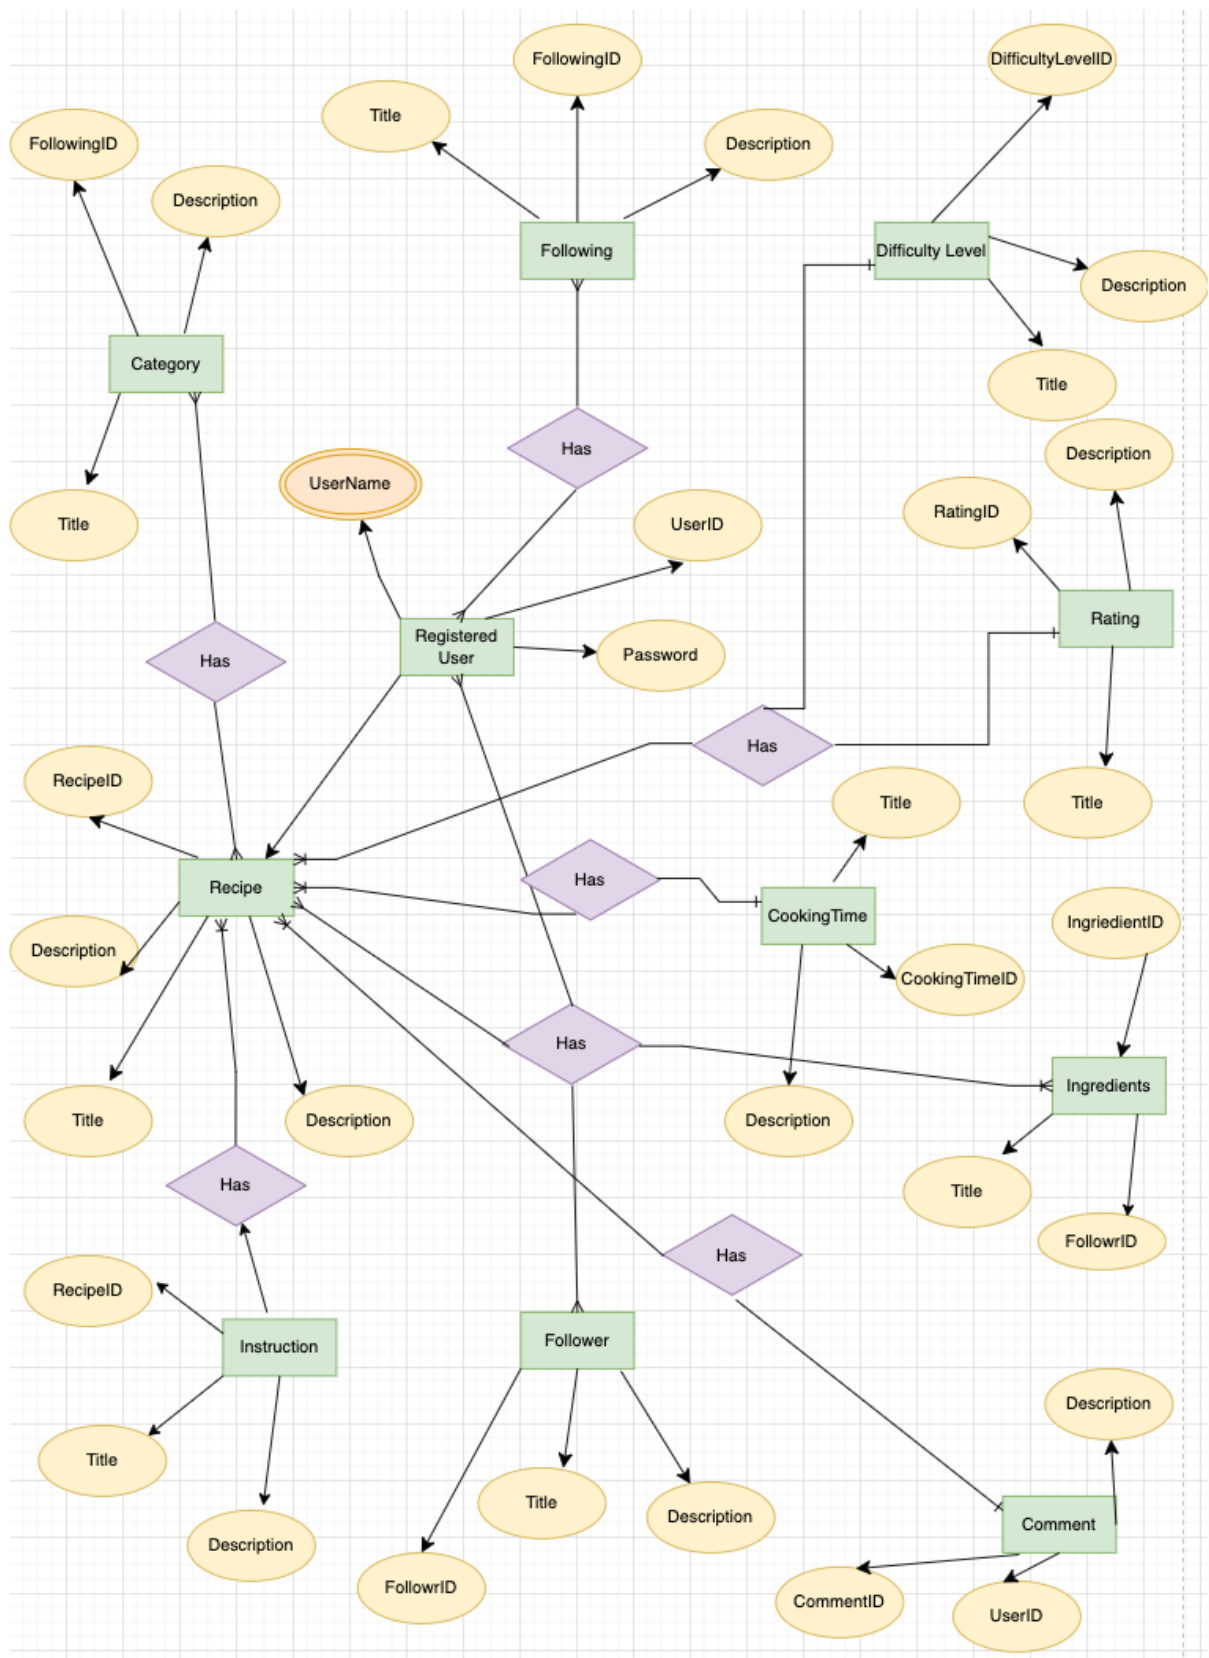 FollowingID
DifficultyLevelID
Title
FollowingID
Description
Description
Following
Difficulty Level
Description
Category
Title
Has
Description
UserName
RatingID
Title
UserID
Rating
Registered
User
Password
Has
Has
RecipeID
Title
Title
Has
Recipe
CookingTime
IngriedientID
Description
CookingTimeID
Has
Ingredients
Title
Description
Description
Has
Title
FollowrID
Has
RecipeID
Follower
Instruction
Description
Title
Title
Description
Comment
Description
FollowrID
CommentID
UserID